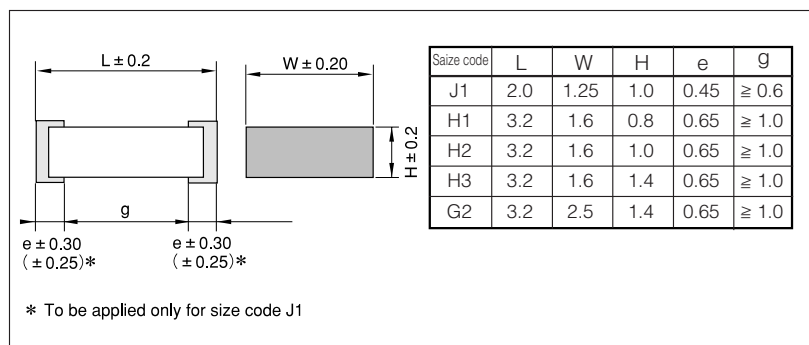 L ± 0.2
W ± 0.20
H ± 0.2
g
e ± 0.30
(±0.25)*
e ± 0.30
(±0.25)*
* To be applied only for size code J1
Saize code L W H e g
J1 2.0 1.25 1.0 0.45 ≧ 0.6
H1 3.2 1.6 0.8 0.65 ≧ 1.0
H2 3.2 1.6 1.0 0.65 ≧ 1.0
H3 3.2 1.6 1.4 0.65 ≧ 1.0
G2 3.2 2.5 1.4 0.65 ≧ 1.0